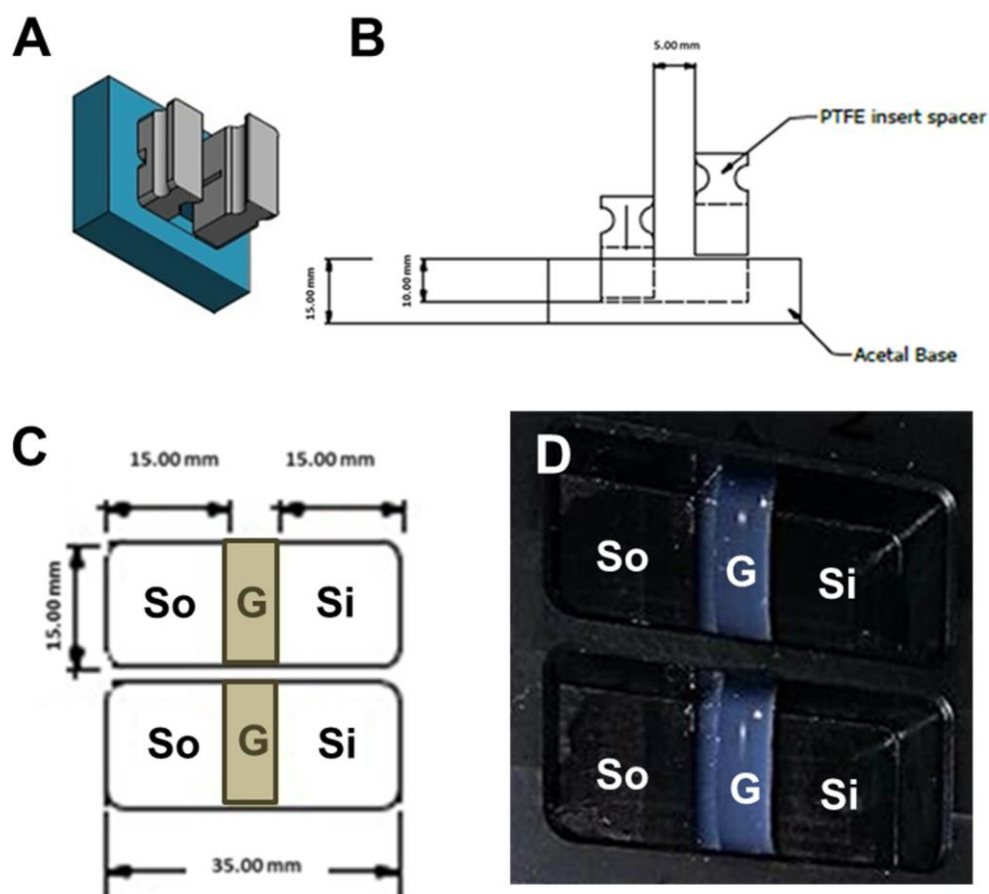 A
B
5.00 mm
PTFE insert spacer
15.00 mm
10.00 mm
Acetal Base
C
15.00 mm 15.00 mm
15.00 mm
So G Si
So G Si
35.00 mm
D
So G Si
So G Si